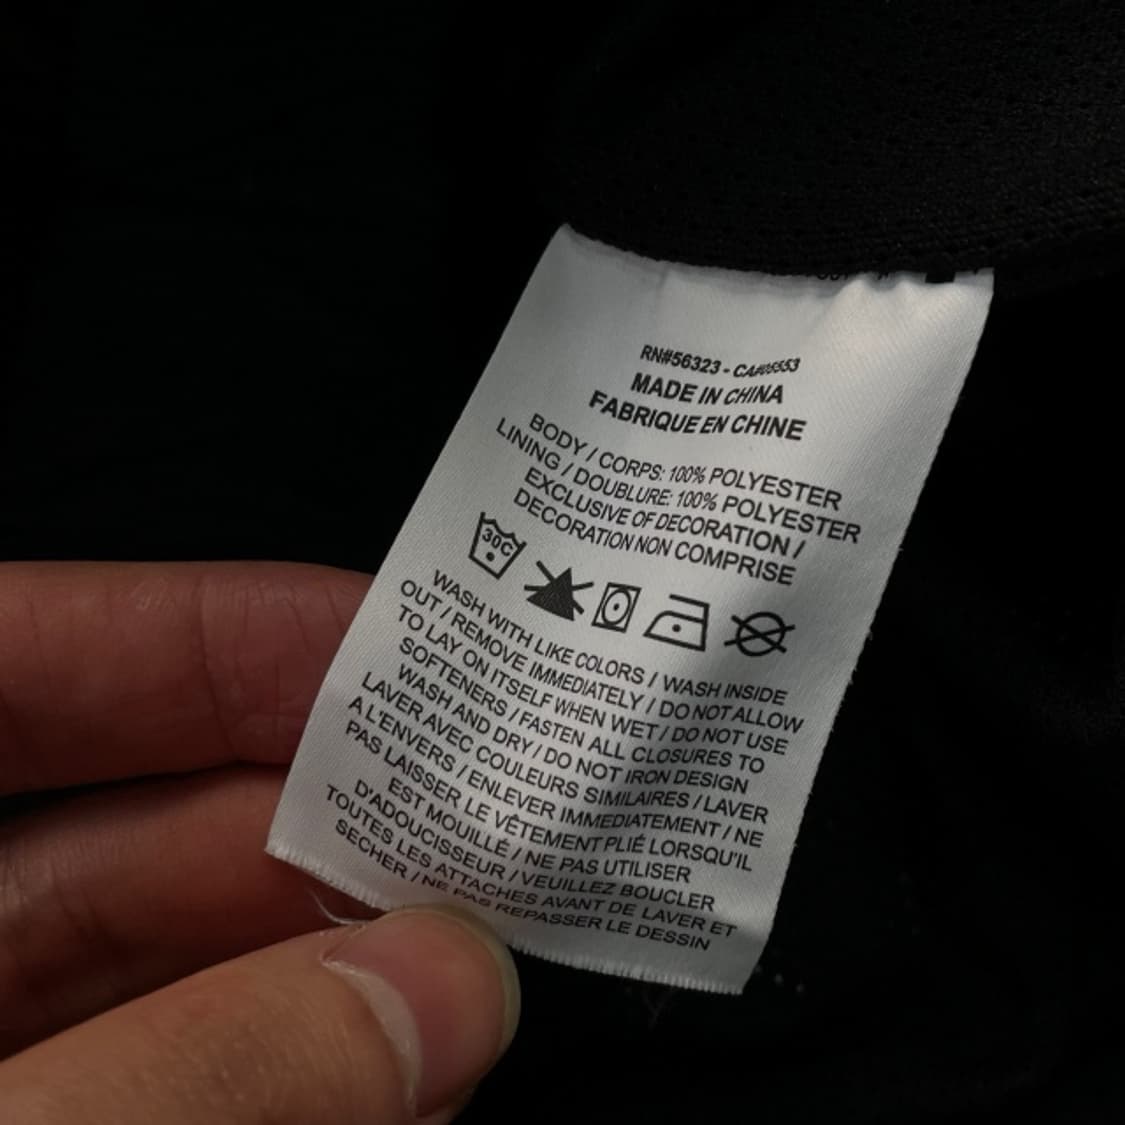 RN#56323 - CA#05553
MADE IN CHINA
FABRIQUE EN CHINE
BODY / CORPS: 100% POLYESTER
LINING / DOUBLURE: 100% POLYESTER
EXCLUSIVE OF DECORATION /
DECORATION NON COMPRISE
30C
WASH WITH LIKE COLORS / WASH INSIDE
OUT / REMOVE IMMEDIATELY / DO NOT ALLOW
TO LAY ON ITSELF WHEN WET / DO NOT USE
SOFTENERS / FASTEN ALL CLOSURES TO
WASH AND DRY / DO NOT IRON DESIGN
LAVER AVEC COULEURS SIMILAIRES / LAVER
A L'ENVERS / ENLEVER IMMEDIATEMENT / NE
PAS LAISSER LE VÊTEMENT PLIÉ LORSQU'IL
EST MOUILLÉ / NE PAS UTILISER
D'ADOUCISSEUR / VEUILLEZ BOUCLER
TOUTES LES ATTACHES AVANT DE LAVER ET
SECHER / NE PAS REPASSER LE DESSIN